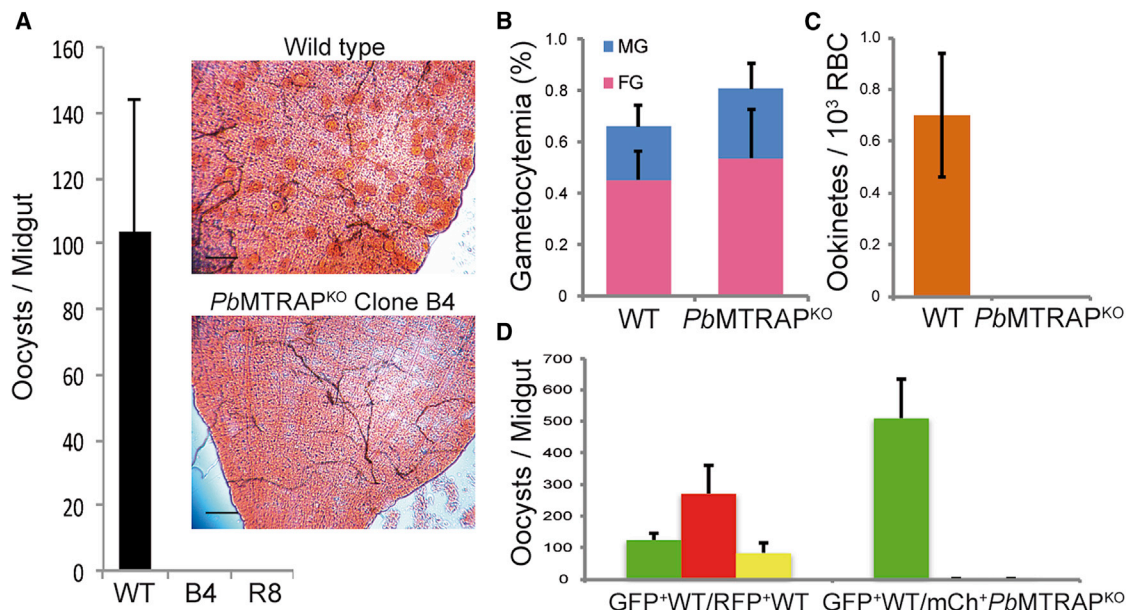 A
160
140
120
100
80
60
40
20
0
Oocysts / Midgut
WT B4 R8
Wild type
PbMTRAPᴷᴼ Clone B4
B
1.0
0.8
0.6
0.4
0.2
0
Gametocytemia (%)
MG
FG
WT PbMTRAPᴷᴼ
C
1.0
0.8
0.6
0.4
0.2
0
Ookinetes / 10³ RBC
WT PbMTRAPᴷᴼ
D
700
600
500
400
300
200
100
0
Oocysts / Midgut
GFP⁺WT/RFP⁺WT GFP⁺WT/mCh⁺PbMTRAPᴷᴼ